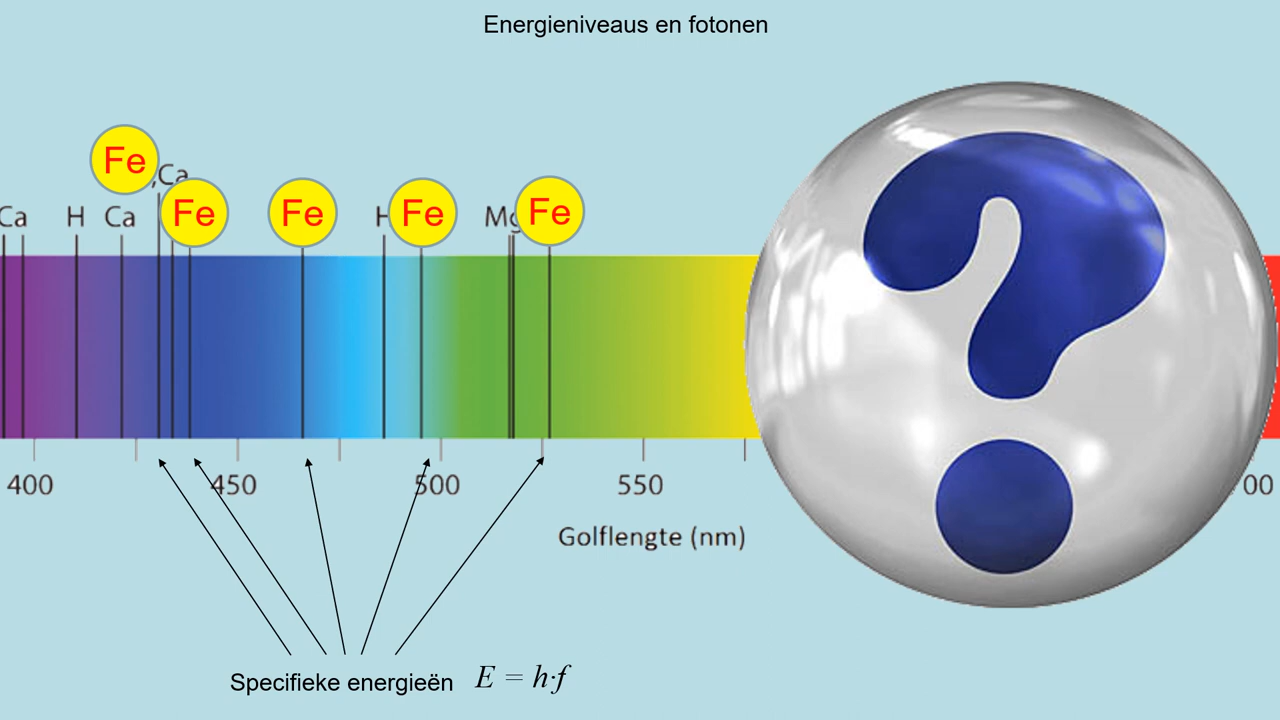 Energieniveaus en fotonen
Fe
,Ca
Ca H Ca Fe Fe H Fe Mg Fe
400 450 500 550 00
Golflengte (nm)
Specifieke energieën E = h·f